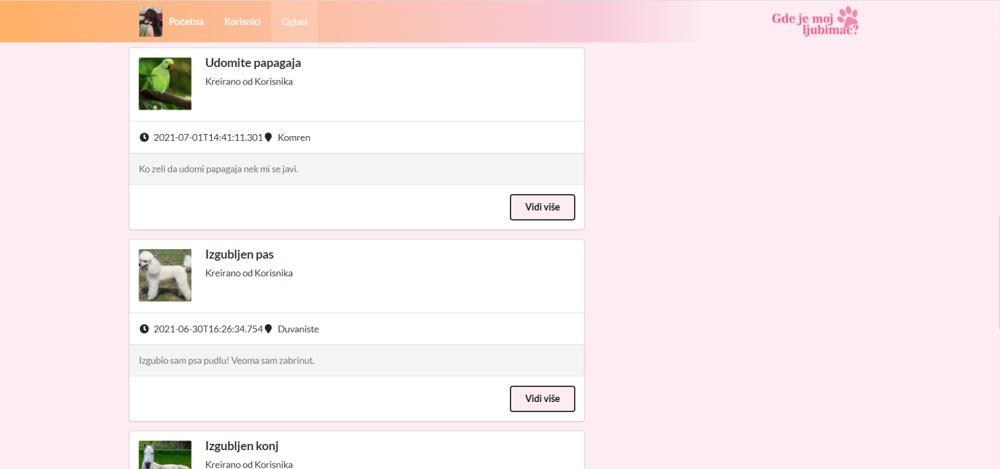 Početna Korisnici Oglasi
Gde je moj
ljubimac?
Udomite papagaja
Kreirano od Korisnika
2021-07-01T14:41:11.301 Komren
Ko zeli da udomi papagaja nek mi se javi.
Vidi više
Izgubljen pas
Kreirano od Korisnika
2021-06-30T16:26:34.754 Duvaniste
Izgubio sam psa pudlu! Veoma sam zabrinut.
Vidi više
Izgubljen konj
Kreirano od Korisnika